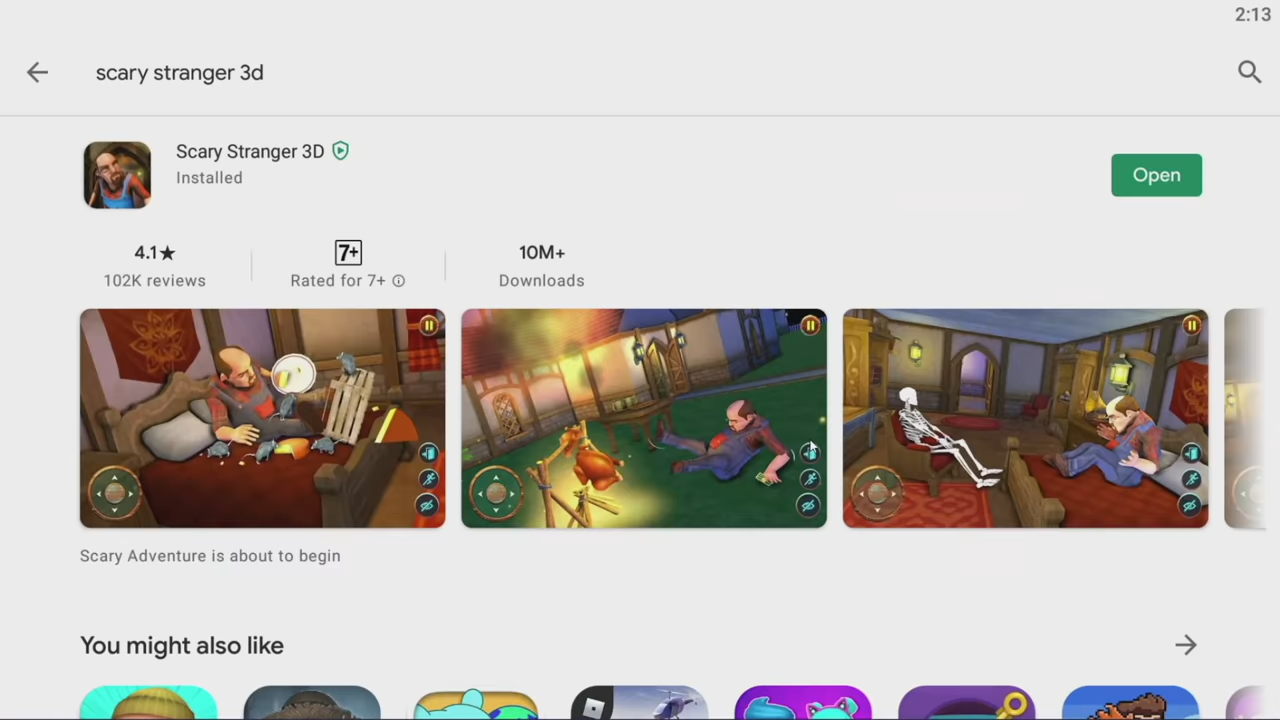 2:13
scary stranger 3d
Scary Stranger 3D
Installed
Open
4.1★
7+
10M+
102K reviews
Rated for 7+
Downloads
Scary Adventure is about to begin
You might also like